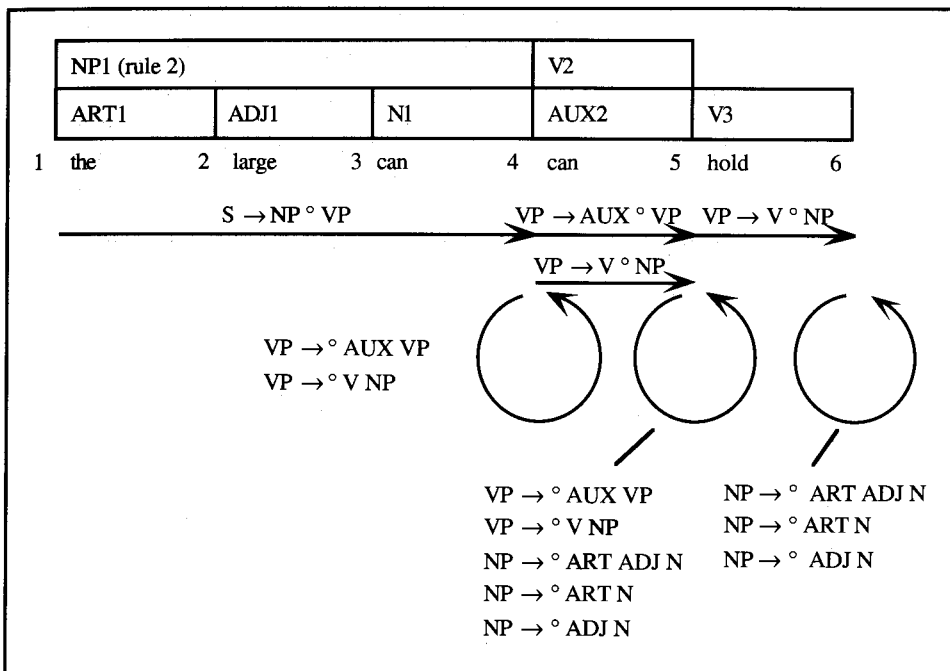 NP1 (rule 2) V2
ART1 ADJ1 N1 AUX2 V3
1 the 2 large 3 can 4 can 5 hold 6
S → NP ° VP VP → AUX ° VP VP → V ° NP
VP → V ° NP
VP → ° AUX VP
VP → ° V NP
VP → ° AUX VP NP → ° ART ADJ N
VP → ° V NP NP → ° ART N
NP → ° ART ADJ N NP → ° ADJ N
NP → ° ART N
NP → ° ADJ N